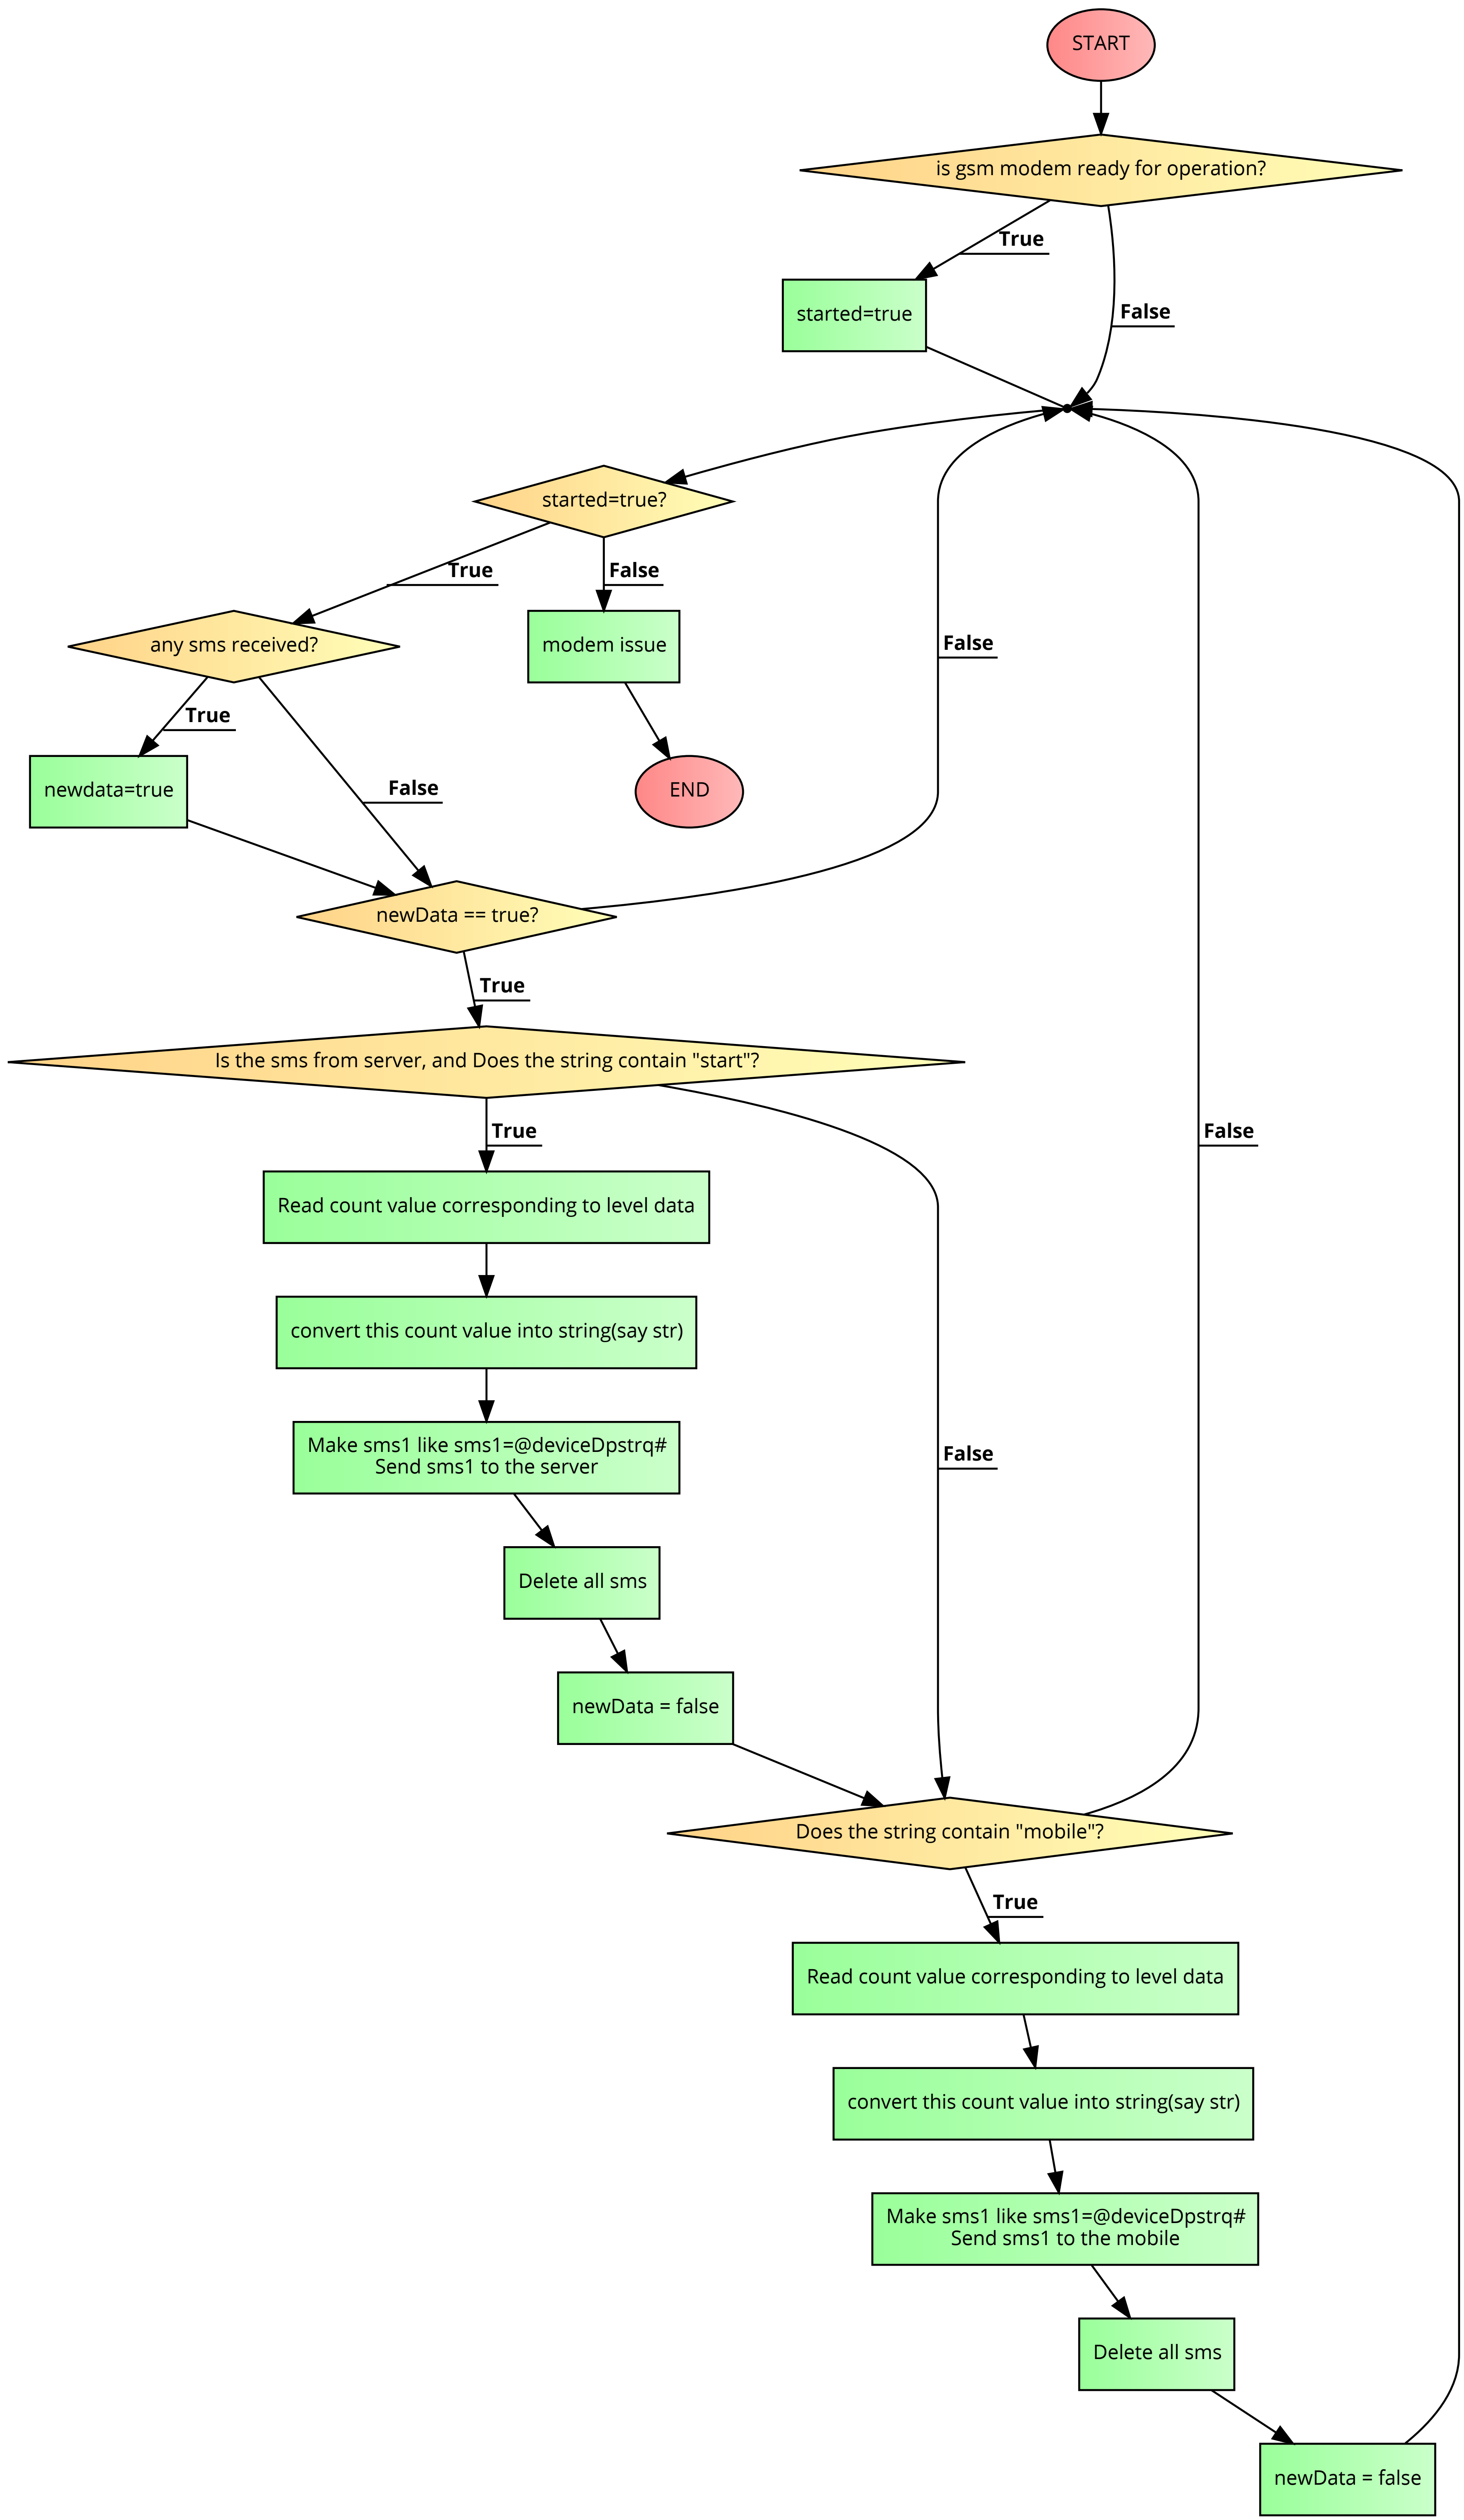 START
is gsm modem ready for operation?
True
started=true
False
started=true?
True
False
any sms received?
modem issue
False
True
newdata=true
END
False
newData == true?
True
Is the sms from server, and Does the string contain "start"?
True
False
Read count value corresponding to level data
convert this count value into string(say str)
Make sms1 like sms1=@deviceDpstrq#
Send sms1 to the server
False
Delete all sms
newData = false
Does the string contain "mobile"?
True
Read count value corresponding to level data
convert this count value into string(say str)
Make sms1 like sms1=@deviceDpstrq#
Send sms1 to the mobile
Delete all sms
newData = false